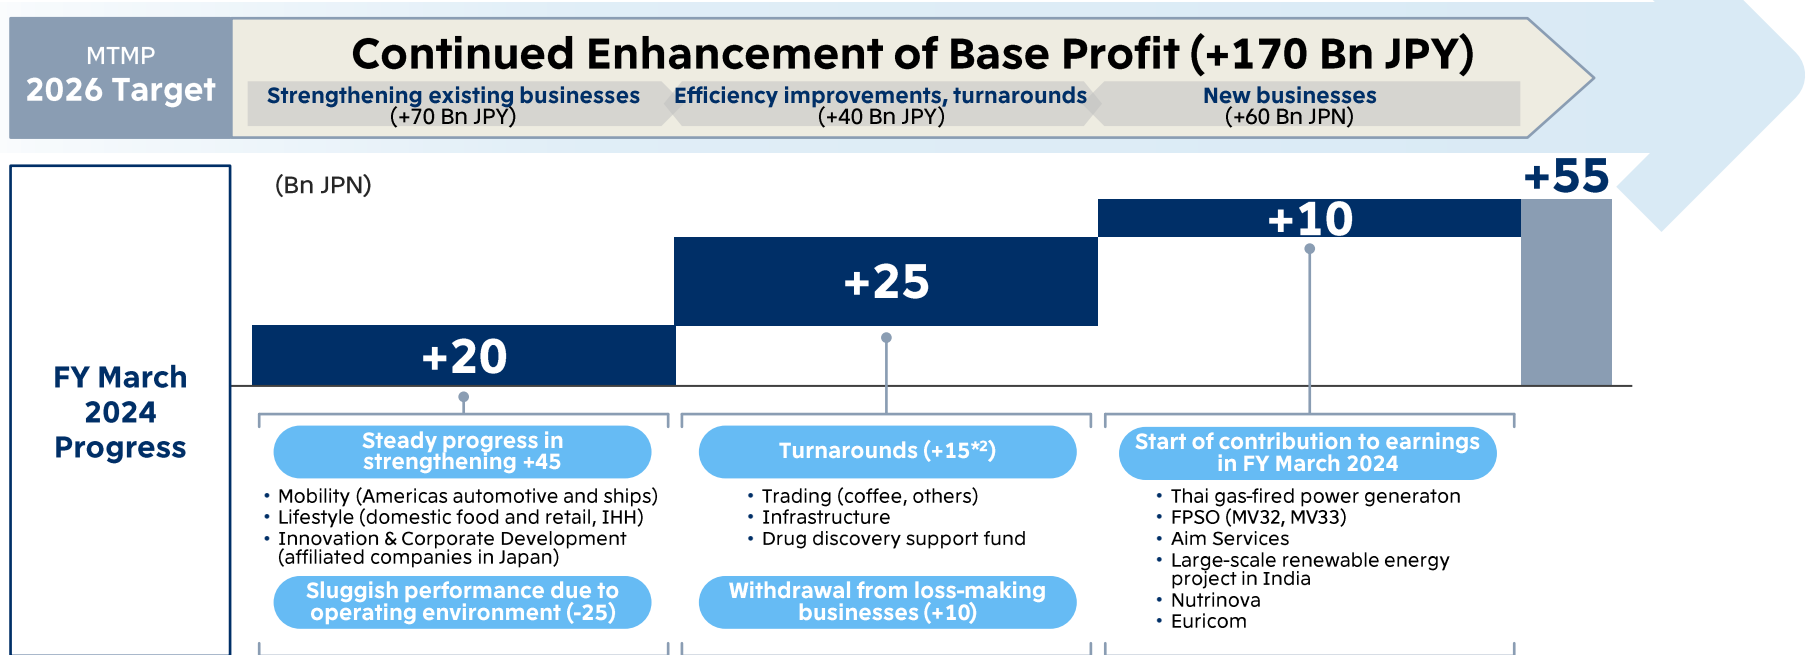 MTMP
2026 Target
Continued Enhancement of Base Profit (+170 Bn JPY)
Strengthening existing businesses
(+70 Bn JPY)
Efficiency improvements, turnarounds
(+40 Bn JPY)
New businesses
(+60 Bn JPN)
FY March
2024
Progress
(Bn JPN)
+20
+25
+10
+55
Steady progress in
strengthening +45
• Mobility (Americas automotive and ships)
• Lifestyle (domestic food and retail, IHH)
• Innovation & Corporate Development
(affiliated companies in Japan)
Sluggish performance due to
operating environment (-25)
Turnarounds (+15*2)
• Trading (coffee, others)
• Infrastructure
• Drug discovery support fund
Withdrawal from loss-making
businesses (+10)
Start of contribution to earnings
in FY March 2024
• Thai gas-fired power generaton
• FPSO (MV32, MV33)
• Aim Services
• Large-scale renewable energy
project in India
• Nutrinova
• Euricom